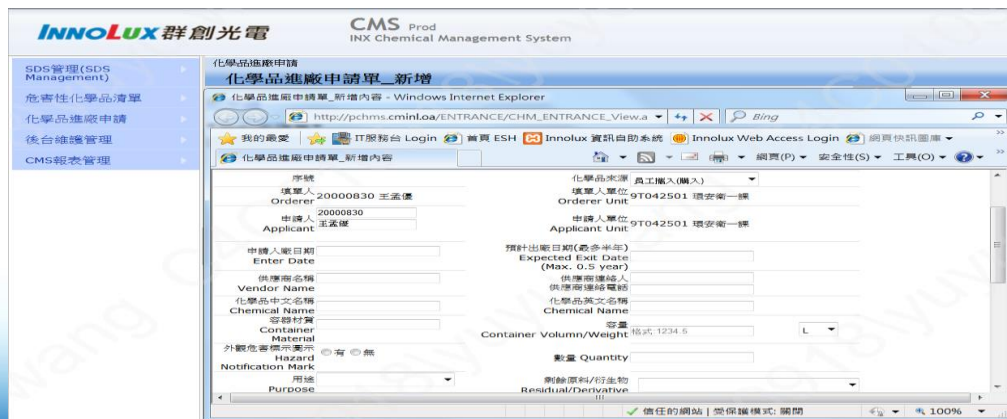 INNOLUX 群創光電
CMS Prod
INX Chemical Management System
SDS管理(SDS Management)
危害性化學品清單
化學品進廠申請
後台維護管理
CMS報表管理
化學品進廠申請
化學品進廠申請單_新增
化學品進廠申請單_新增內容 - Windows Internet Explorer
http://pchms.cminl.oa/ENTRANCE/CHM_ENTRANCE_View.a
Bing
我的最愛 IT服務台 Login 首頁 ESH Innolux 資訊自助系統 Innolux Web Access Login 網頁快訊圖庫
化學品進廠申請單_新增內容
網頁(P) 安全性(S) 工具(O)
序號
化學品來源 員工攜入(購入)
填單人 Orderer 20000830 王孟優
填單人單位 Orderer Unit 9T042501 環安衛一課
申請人 Applicant 20000830 王孟優
申請人單位 Applicant Unit 9T042501 環安衛一課
申請入廠日期
Enter Date
預計出廠日期(最多半年)
Expected Exit Date
(Max. 0.5 year)
供應商名稱
Vendor Name
供應商連絡人
供應商連絡電話
化學品中文名稱
Chemical Name
化學品英文名稱
Chemical Name
容器材質
Container
Material
容量
Container Volumn/Weight 格式:1234.5 L
外觀危害標示圖示
Hazard
Notification Mark
有 無
數量 Quantity
用途
Purpose
剩餘原料/衍生物
Residual/Derivative
信任的網站 | 受保護模式: 關閉
100%